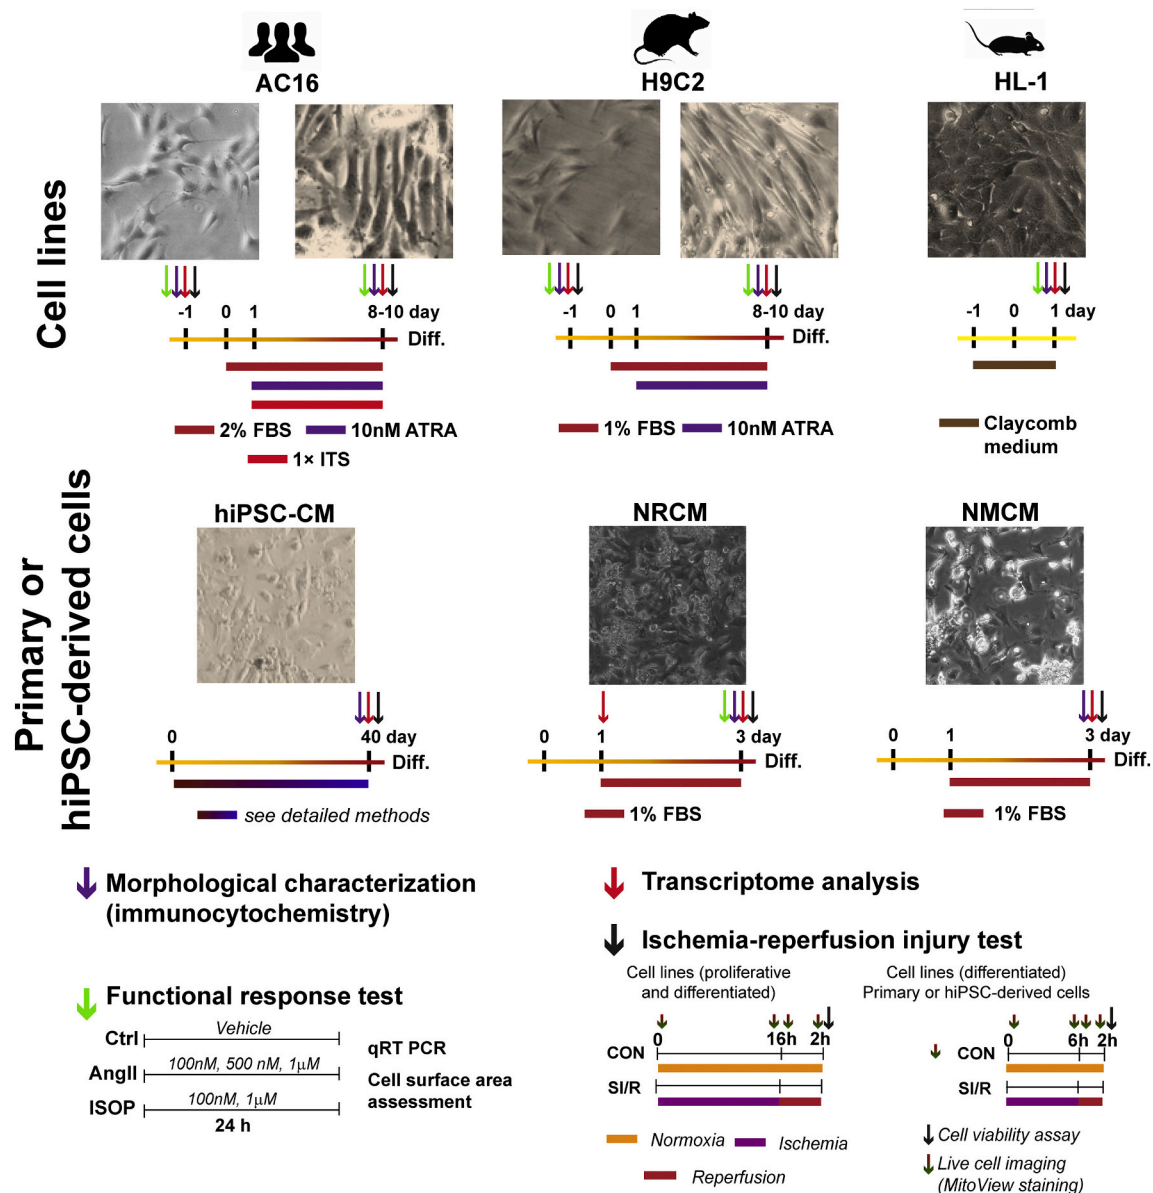 AC16
H9C2
HL-1
Cell lines
-1 0 1 8-10 day
Diff.
2% FBS 10nM ATRA
1× ITS
-1 0 1 8-10 day
Diff.
1% FBS 10nM ATRA
-1 0 1 day
Claycomb
medium
Primary or
hiPSC-derived cells
hiPSC-CM
NRCM
NMCM
0 40 day
Diff.
see detailed methods
0 1 3 day
Diff.
1% FBS
0 1 3 day
Diff.
1% FBS
Morphological characterization
(immunocytochemistry)
Functional response test
Ctrl Vehicle
AngII 100nM, 500 nM, 1µM
ISOP 100nM, 1µM
24 h
qRT PCR
Cell surface area
assessment
Transcriptome analysis
Ischemia-reperfusion injury test
Cell lines (proliferative
and differentiated)
0 16h 2h
CON
SI/R
Normoxia Ischemia
Reperfusion
Cell lines (differentiated)
Primary or hiPSC-derived cells
0 6h 2h
CON
SI/R
Cell viability assay
Live cell imaging
(MitoView staining)